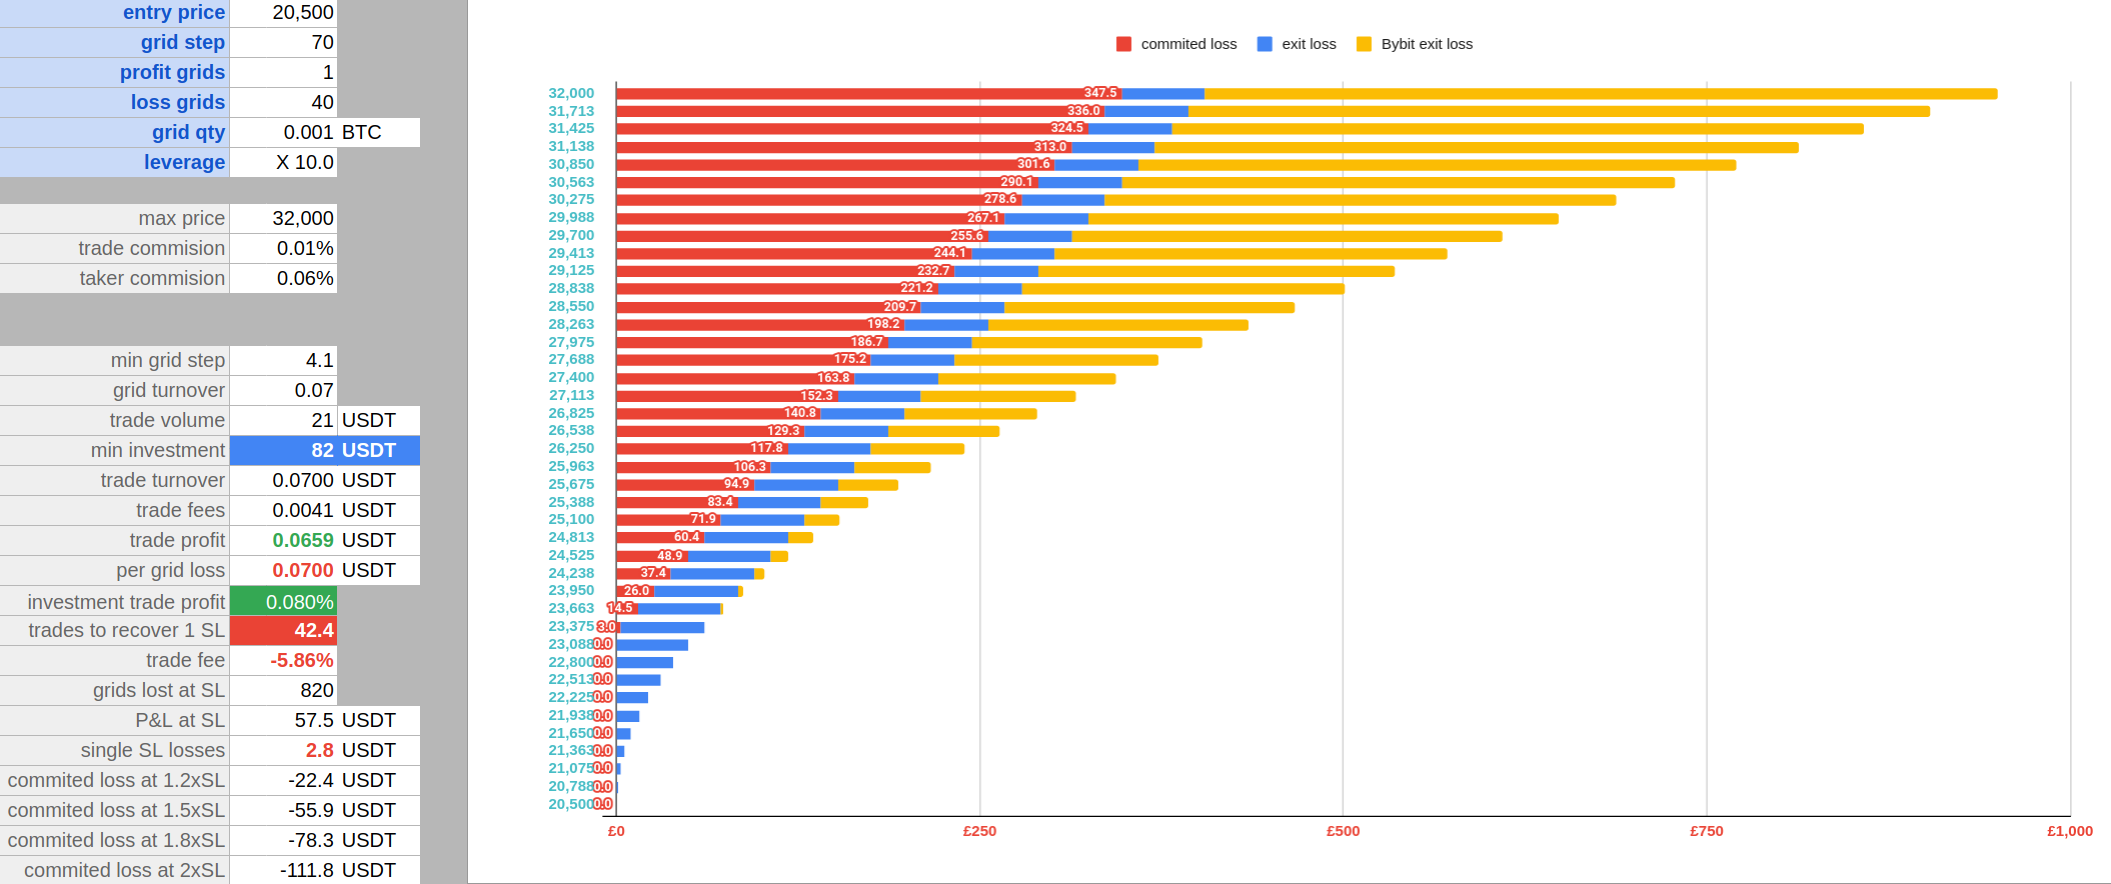 entry price 20,500
grid step 70
profit grids 1
loss grids 40
grid qty 0.001 BTC
leverage X 10.0
max price 32,000
trade commision 0.01%
taker commision 0.06%
min grid step 4.1
grid turnover 0.07
trade volume 21 USDT
min investment 82 USDT
trade turnover 0.0700 USDT
trade fees 0.0041 USDT
trade profit 0.0659 USDT
per grid loss 0.0700 USDT
investment trade profit 0.080%
trades to recover 1 SL 42.4
trade fee -5.86%
grids lost at SL 820
P&L at SL 57.5 USDT
single SL losses 2.8 USDT
commited loss at 1.2xSL -22.4 USDT
commited loss at 1.5xSL -55.9 USDT
commited loss at 1.8xSL -78.3 USDT
commited loss at 2xSL -111.8 USDT
commited loss exit loss Bybit exit loss
32,000 347.5
31,713 336.0
31,425 324.5
31,138 313.0
30,850 301.6
30,563 290.1
30,275 278.6
29,988 267.1
29,700 255.6
29,413 244.1
29,125 232.7
28,838 221.2
28,550 209.7
28,263 198.2
27,975 186.7
27,688 175.2
27,400 163.8
27,113 152.3
26,825 140.8
26,538 129.3
26,250 117.8
25,963 106.3
25,675 94.9
25,388 83.4
25,100 71.9
24,813 60.4
24,525 48.9
24,238 37.4
23,950 26.0
23,663 14.5
23,375 3.0
23,088 0.0
22,800 0.0
22,513 0.0
22,225 0.0
21,938 0.0
21,650 0.0
21,363 0.0
21,075 0.0
20,788 0.0
20,500 0.0
£0 £250 £500 £750 £1,000